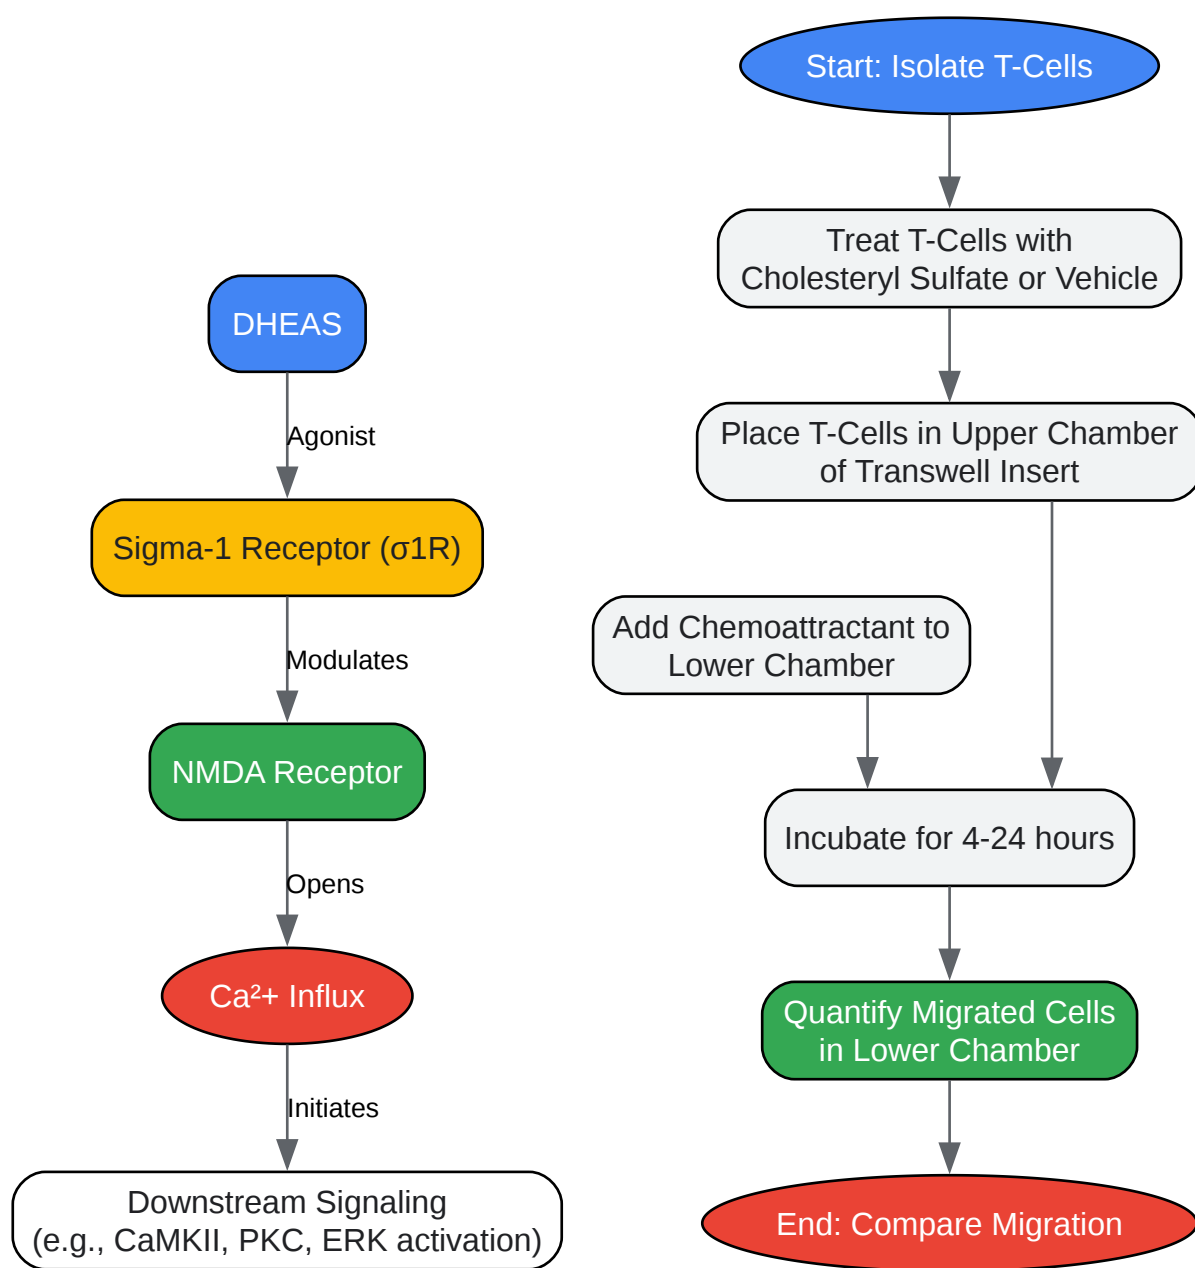 DHEAS
Agonist
Sigma-1 Receptor (σ1R)
Modulates
NMDA Receptor
Opens
Ca²+ Influx
Initiates
Downstream Signaling
(e.g., CaMKII, PKC, ERK activation)
Start: Isolate T-Cells
Treat T-Cells with
Cholesteryl Sulfate or Vehicle
Place T-Cells in Upper Chamber
of Transwell Insert
Add Chemoattractant to
Lower Chamber
Incubate for 4-24 hours
Quantify Migrated Cells
in Lower Chamber
End: Compare Migration